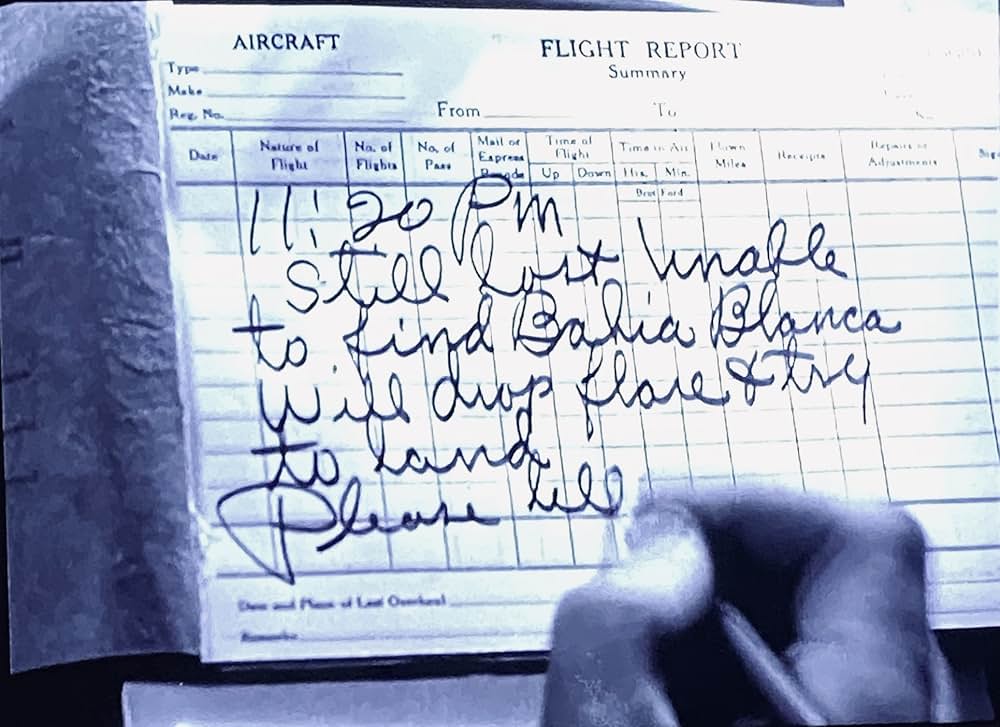 AIRCRAFT
FLIGHT REPORT
Summary
Type
Make
Reg. No.
From To
Date
Nature of Flight
No. of Flights
No. of Pass
Mail or Express
Time of Flight
Up Down
Time in Air
Hrs. Min.
Brot Ford
Flown Miles
Receipts
Repairs or Adjustments
11:20 Pm
Still lost Unable
to find Bahia Blanca
Will drop flare & try
to land
Please tell
Date and Place of Last Overhaul
Remarks